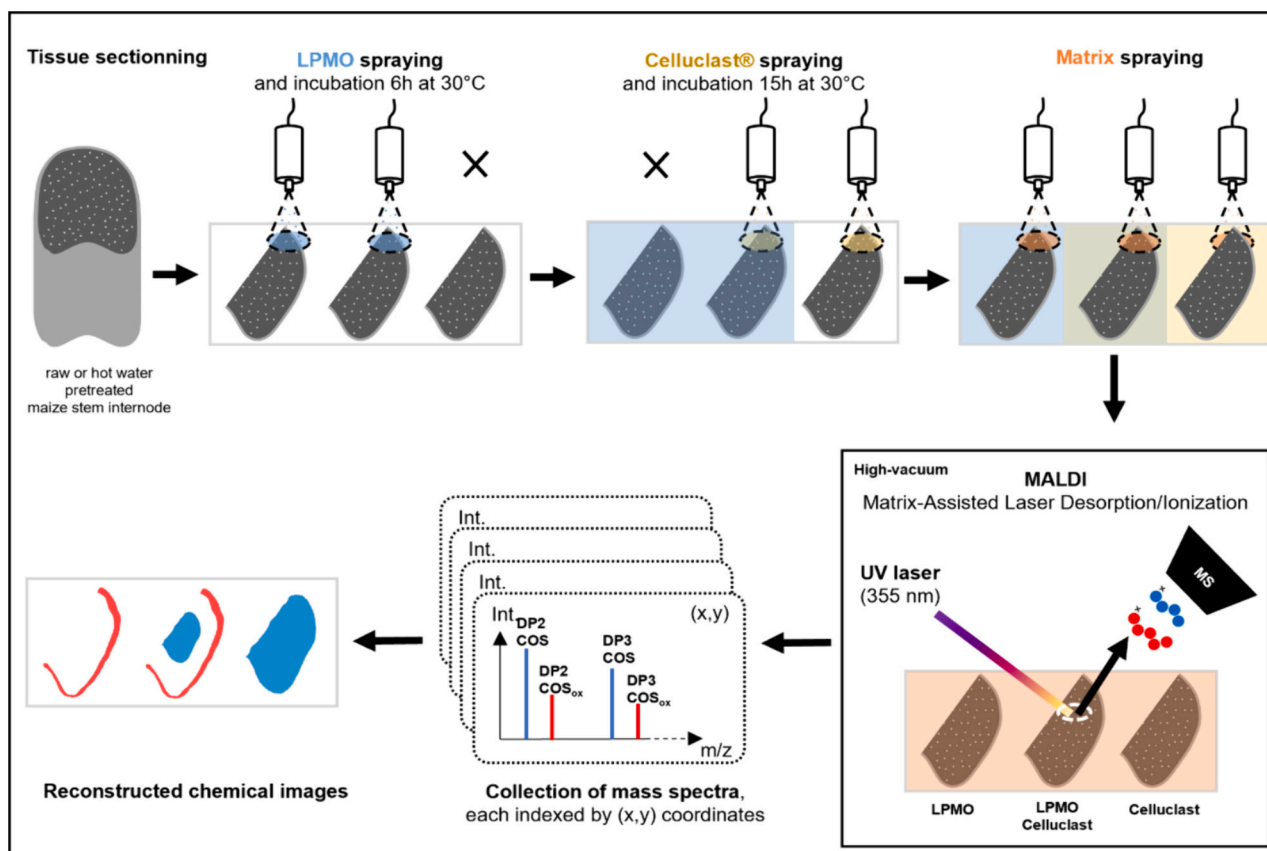 Tissue sectionning
LPMO spraying
and incubation 6h at 30°C
Celluclast® spraying
and incubation 15h at 30°C
Matrix spraying
raw or hot water
pretreated
maize stem internode
High-vacuum
MALDI
Matrix-Assisted Laser Desorption/Ionization
UV laser
(355 nm)
MS
+
+
LPMO
LPMO
Celluclast
Celluclast
Int.
Int.
Int.
Int.
(x,y)
DP2
COS
DP2
COSox
DP3
COS
DP3
COSox
m/z
Collection of mass spectra,
each indexed by (x,y) coordinates
Reconstructed chemical images